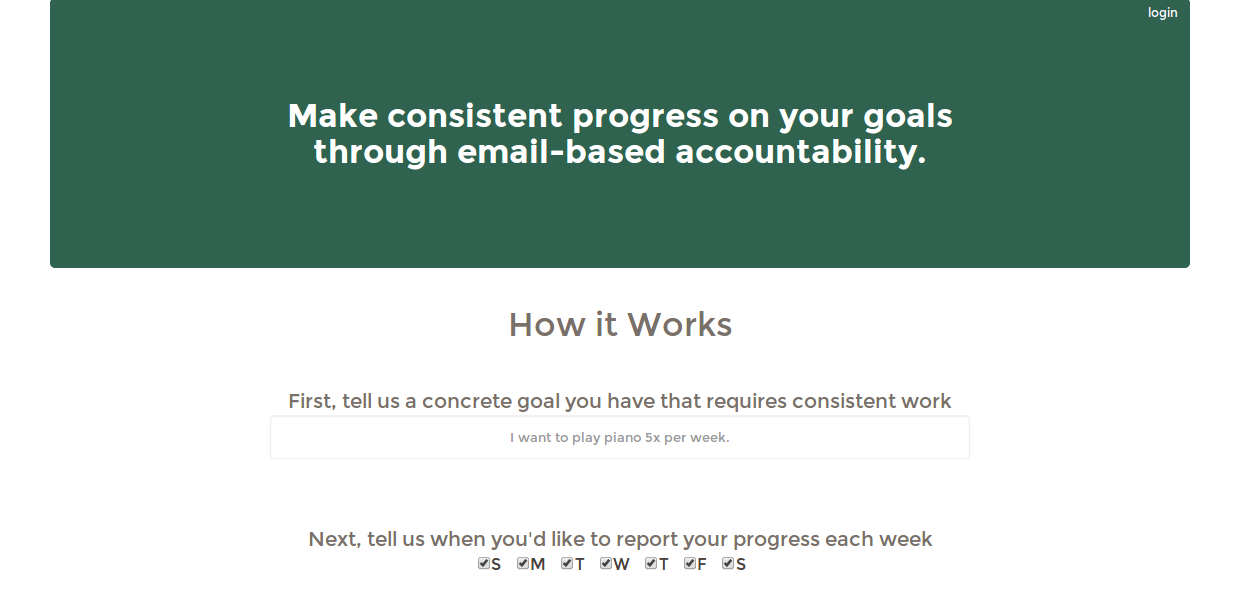 login
Make consistent progress on your goals
through email-based accountability.
How it Works
First, tell us a concrete goal you have that requires consistent work
I want to play piano 5x per week.
Next, tell us when you'd like to report your progress each week
S M T W T F S